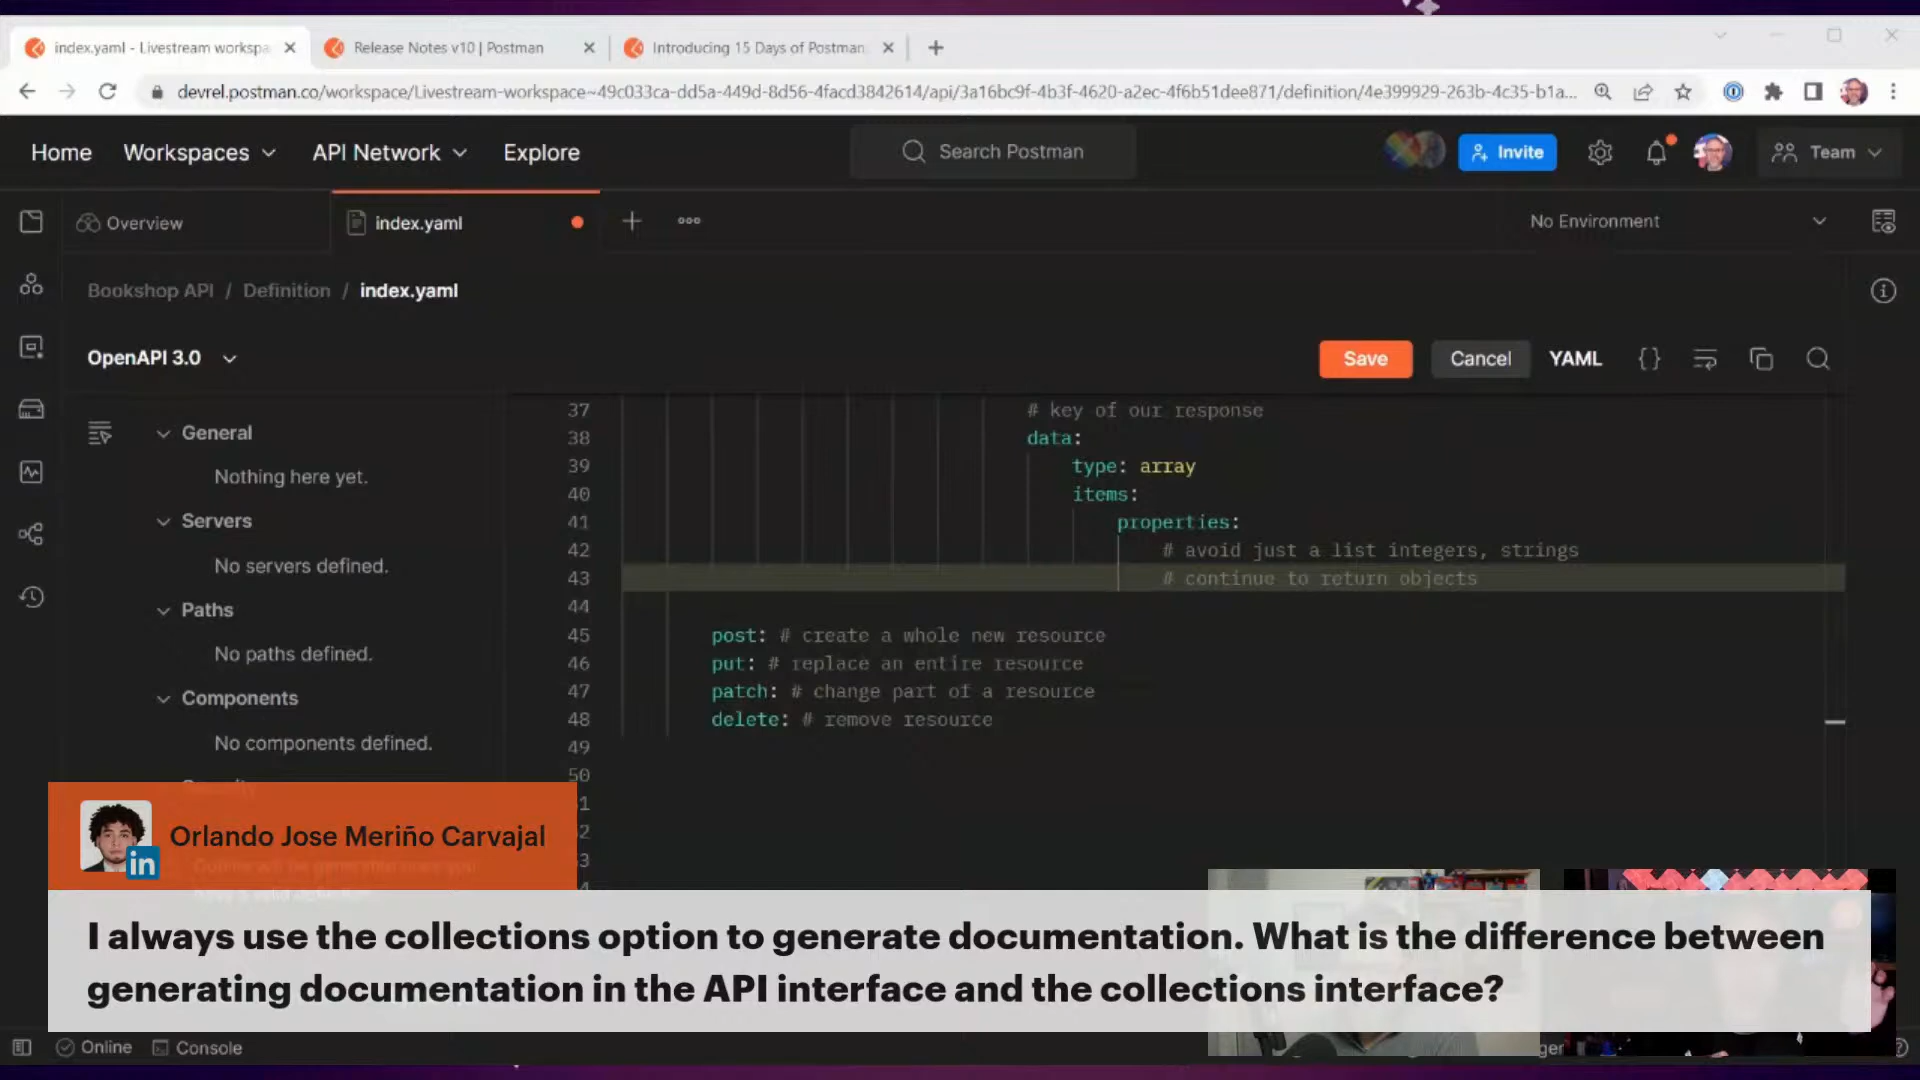 index.yaml - Livestream workspa
Release Notes v10 | Postman
Introducing 15 Days of Postman
devrel.postman.co/workspace/Livestream-workspace~49c033ca-dd5a-449d-8d56-4facd3842614/api/3a16bc9f-4b3f-4620-a2ec-4f6b51dee871/definition/4e399929-263b-4c35-b1a...
Home
Workspaces
API Network
Explore
Search Postman
Invite
Team
Overview
index.yaml
No Environment
Bookshop API / Definition / index.yaml
OpenAPI 3.0
Save
Cancel
YAML
General
Nothing here yet.
Servers
No servers defined.
Paths
No paths defined.
Components
No components defined.
37 # key of our response
38 data:
39 type: array
40 items:
41 properties:
42 # avoid just a list integers, strings
43 # continue to return objects
44
45 post: # create a whole new resource
46 put: # replace an entire resource
47 patch: # change part of a resource
48 delete: # remove resource
49
50
Orlando Jose Meriño Carvajal
in
I always use the collections option to generate documentation. What is the difference between
generating documentation in the API interface and the collections interface?
Online
Console